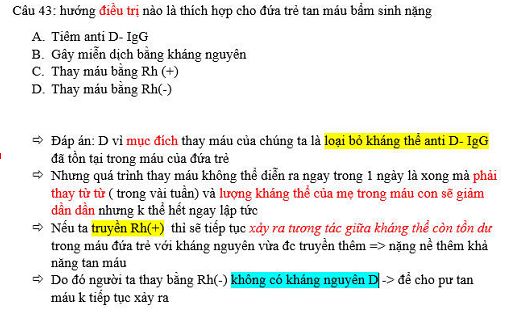 Câu 43: hướng điều trị nào là thích hợp cho đứa trẻ tan máu bẩm sinh nặng
A. Tiêm anti D- IgG
B. Gây miễn dịch bằng kháng nguyên
C. Thay máu bằng Rh (+)
D. Thay máu bằng Rh(-)
⇨ Đáp án: D vì mục đích thay máu của chúng ta là loại bỏ kháng thể anti D- IgG
đã tồn tại trong máu của đứa trẻ
⇨ Nhưng quá trình thay máu không thể diễn ra ngay trong 1 ngày là xong mà phải
thay từ từ ( trong vài tuần) và lượng kháng thể của mẹ trong máu con sẽ giảm
dần dần nhưng k thể hết ngay lập tức
⇨ Nếu ta truyền Rh(+) thì sẽ tiếp tục xảy ra tương tác giữa kháng thể còn tồn dư
trong máu đứa trẻ với kháng nguyên vừa đc truyền thêm => nặng nề thêm khả
năng tan máu
⇨ Do đó người ta thay bằng Rh(-) không có kháng nguyên D -> để cho pư tan
máu k tiếp tục xảy ra